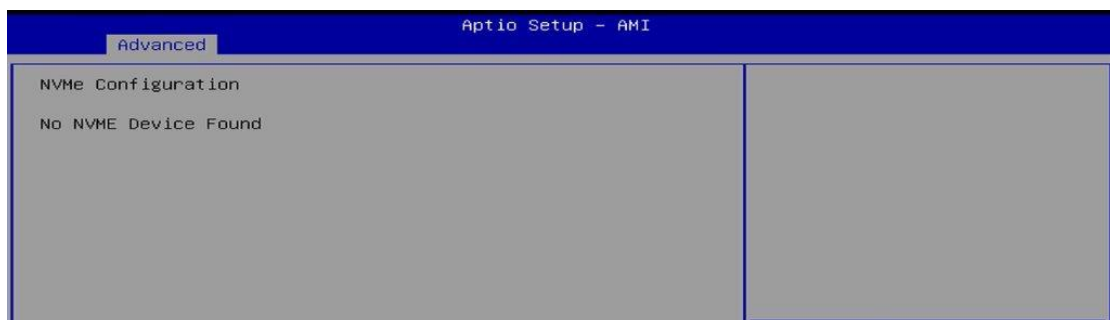 Aptio Setup – AMI
Advanced
NVMe Configuration
No NVME Device Found